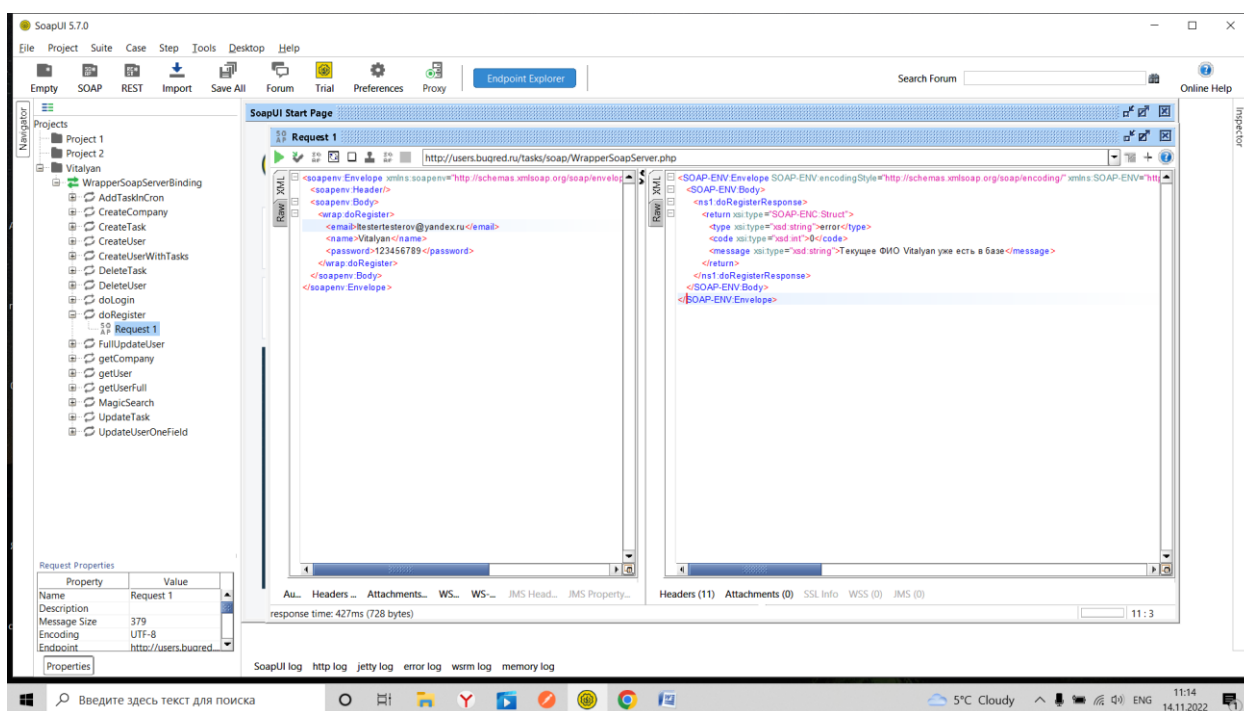 SoapUI 5.7.0
File Project Suite Case Step Tools Desktop Help
Empty SOAP REST Import Save All Forum Trial Preferences Proxy
Endpoint Explorer
Search Forum
Online Help
Navigator
Projects
Project 1
Project 2
Vitalyan
WrapperSoapServerBinding
AddTaskInCron
CreateCompany
CreateTask
CreateUser
CreateUserWithTasks
DeleteTask
DeleteUser
doLogin
doRegister
Request 1
FullUpdateUser
getCompany
getUser
getUserFull
MagicSearch
UpdateTask
UpdateUserOneField
Request Properties
Property Value
Name Request 1
Description
Message Size 379
Encoding UTF-8
Endpoint http://users.bugred...
Properties
SoapUI Start Page
Request 1
http://users.bugred.ru/tasks/soap/WrapperSoapServer.php
XML
Raw
<soapenv:Envelope xmlns:soapenv="http://schemas.xmlsoap.org/soap/envelop
<soapenv:Header/>
<soapenv:Body>
<wrap:doRegister>
<email>ltestertesterov@yandex.ru</email>
<name>Vitalyan</name>
<password>123456789</password>
</wrap:doRegister>
</soapenv:Body>
</soapenv:Envelope>
XML
Raw
<SOAP-ENV:Envelope SOAP-ENV:encodingStyle="http://schemas.xmlsoap.org/soap/encoding/" xmlns:SOAP-ENV="http
<SOAP-ENV:Body>
<ns1:doRegisterResponse>
<return xsi:type="SOAP-ENC:Struct">
<type xsi:type="xsd:string">error</type>
<code xsi:type="xsd:int">0</code>
<message xsi:type="xsd:string">Текущее ФИО Vitalyan уже есть в базе</message>
</return>
</ns1:doRegisterResponse>
</SOAP-ENV:Body>
</SOAP-ENV:Envelope>
Au... Headers ... Attachments... WS... WS-... JMS Head... JMS Property...
Headers (11) Attachments (0) SSL Info WSS (0) JMS (0)
response time: 427ms (728 bytes)
11 : 3
Inspector
SoapUI log http log jetty log error log wsrm log memory log
Введите здесь текст для поиска
5°C Cloudy
ENG
11:14
14.11.2022